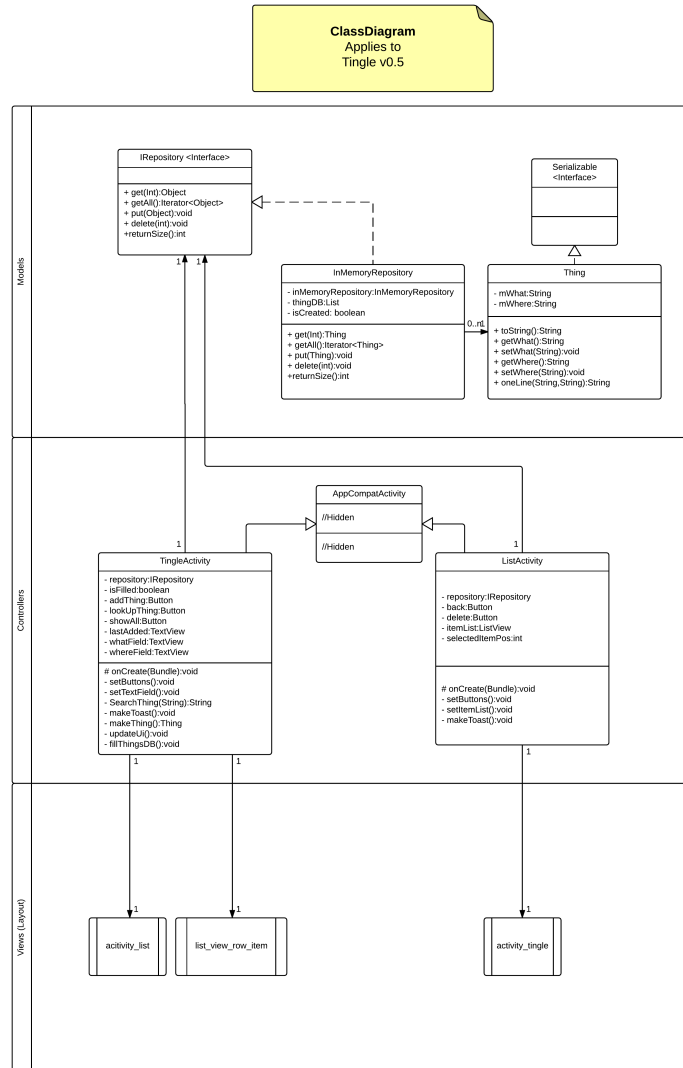 ClassDiagram
Applies to
Tingle v0.5
Models
IRepository <Interface>
+ get(Int):Object
+ getAll():Iterator<Object>
+ put(Object):void
+ delete(int):void
+returnSize():int
Serializable
<Interface>
1
1
InMemoryRepository
- inMemoryRepository:InMemoryRepository
- thingDB:List
- isCreated: boolean
+ get(Int):Thing
+ getAll():Iterator<Thing>
+ put(Thing):void
+ delete(int):void
+returnSize():int
0..n
1
Thing
- mWhat:String
- mWhere:String
+ toString():String
+ getWhat():String
+ setWhat(String):void
+ getWhere():String
+ setWhere(String):void
+ oneLine(String,String):String
Controllers
AppCompatActivity
//Hidden
//Hidden
1
1
TingleActivity
- repository:IRepository
- isFilled:boolean
- addThing:Button
- lookUpThing:Button
- showAll:Button
- lastAdded:TextView
- whatField:TextView
- whereField:TextView
# onCreate(Bundle):void
- setButtons():void
- setTextField():void
- SearchThing(String):String
- makeToast():void
- makeThing():Thing
- updateUi():void
- fillThingsDB():void
ListActivity
- repository:IRepository
- back:Button
- delete:Button
- itemList:ListView
- selectedItemPos:int
# onCreate(Bundle):void
- setButtons():void
- setItemList():void
- makeToast():void
1
1
1
Views (Layout)
1
1
1
acitivity_list
list_view_row_item
activity_tingle